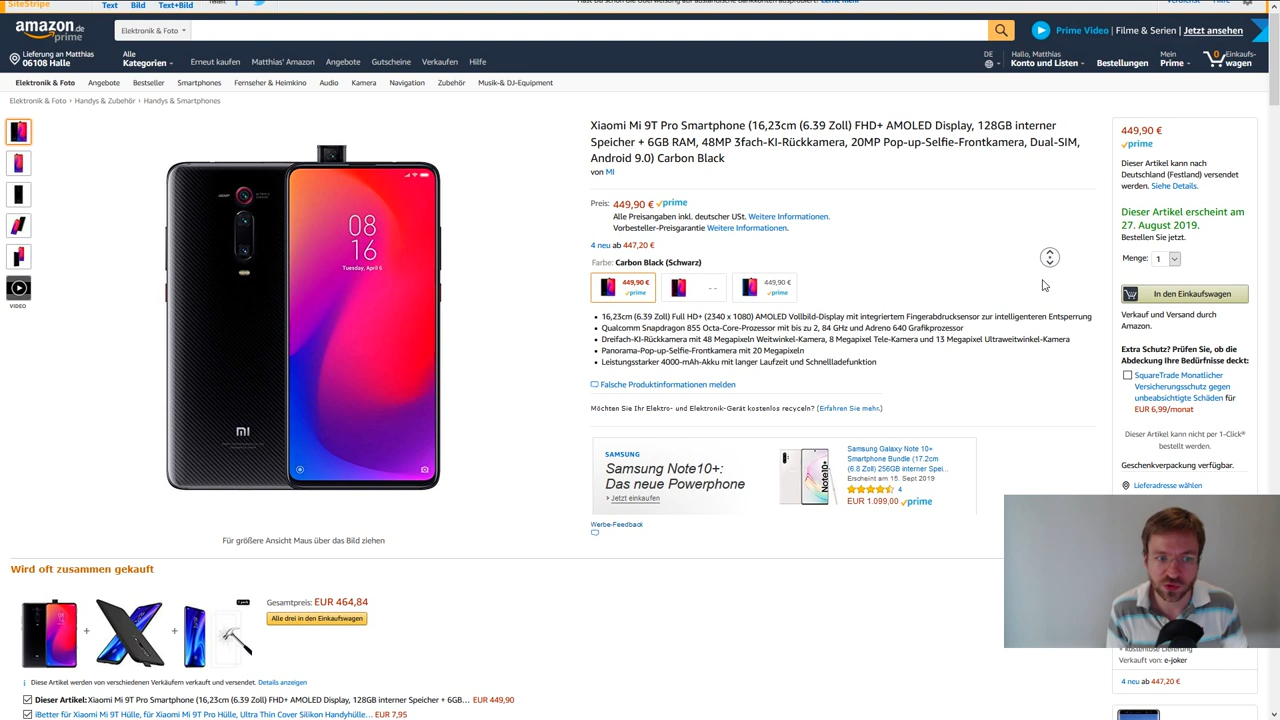 SiteStripe
Text Bild Text+Bild
amazon.de
prime
Elektronik & Foto
Prime Video | Filme & Serien | Jetzt ansehen
Lieferung an Matthias
06108 Halle
Alle
Kategorien
Erneut kaufen Matthias' Amazon Angebote Gutscheine Verkaufen Hilfe
DE
Hallo, Matthias
Konto und Listen
Bestellungen
Mein
Prime
0 Einkaufs-
wagen
Elektronik & Foto Angebote Bestseller Smartphones Fernseher & Heimkino Audio Kamera Navigation Zubehör Musik-& DJ-Equipment
Elektronik & Foto › Handys & Zubehör › Handys & Smartphones
VIDEO
08
16
Tuesday, April 6
MI
Für größere Ansicht Maus über das Bild ziehen
Xiaomi Mi 9T Pro Smartphone (16,23cm (6.39 Zoll) FHD+ AMOLED Display, 128GB interner
Speicher + 6GB RAM, 48MP 3fach-KI-Rückkamera, 20MP Pop-up-Selfie-Frontkamera, Dual-SIM,
Android 9.0) Carbon Black
von MI
Preis: 449,90 € prime
Alle Preisangaben inkl. deutscher USt. Weitere Informationen.
Vorbesteller-Preisgarantie Weitere Informationen.
4 neu ab 447,20 €
Farbe: Carbon Black (Schwarz)
449,90 €
prime
- -
449,90 €
prime
• 16,23cm (6.39 Zoll) Full HD+ (2340 x 1080) AMOLED Vollbild-Display mit integriertem Fingerabdrucksensor zur intelligenteren Entsperrung
• Qualcomm Snapdragon 855 Octa-Core-Prozessor mit bis zu 2, 84 GHz und Adreno 640 Grafikprozessor
• Dreifach-KI-Rückkamera mit 48 Megapixeln Weitwinkel-Kamera, 8 Megapixel Tele-Kamera und 13 Megapixel Ultraweitwinkel-Kamera
• Panorama-Pop-up-Selfie-Frontkamera mit 20 Megapixeln
• Leistungsstarker 4000-mAh-Akku mit langer Laufzeit und Schnellladefunktion
Falsche Produktinformationen melden
Möchten Sie Ihr Elektro- und Elektronik-Gerät kostenlos recyceln? (Erfahren Sie mehr.)
SAMSUNG
Samsung Note10+:
Das neue Powerphone
› Jetzt einkaufen
Note10+
Samsung Galaxy Note 10+
Smartphone Bundle (17.2cm
(6.8 Zoll) 256GB interner Spei...
Erscheint am 15. Sept 2019
4
EUR 1.099,00 prime
Werbe-Feedback
449,90 €
prime
Dieser Artikel kann nach
Deutschland (Festland) versendet
werden. Siehe Details.
Dieser Artikel erscheint am
27. August 2019.
Bestellen Sie jetzt.
Menge: 1
In den Einkaufswagen
Verkauf und Versand durch
Amazon.
Extra Schutz? Prüfen Sie, ob die
Abdeckung Ihre Bedürfnisse deckt:
SquareTrade Monatlicher
Versicherungsschutz gegen
unbeabsichtigte Schäden für
EUR 6,99/monat
Dieser Artikel kann nicht per 1-Click®
bestellt werden.
Geschenkverpackung verfügbar.
Lieferadresse wählen
+ kostenlose Lieferung
Verkauft von: e-joker
4 neu ab 447,20 €
Wird oft zusammen gekauft
+
+
Gesamtpreis: EUR 464,84
Alle drei in den Einkaufswagen
i Diese Artikel werden von verschiedenen Verkäufern verkauft und versendet. Details anzeigen
Dieser Artikel: Xiaomi Mi 9T Pro Smartphone (16,23cm (6.39 Zoll) FHD+ AMOLED Display, 128GB interner Speicher + 6GB... EUR 449,90
iBetter für Xiaomi Mi 9T Hülle, für Xiaomi Mi 9T Pro Hülle, Ultra Thin Cover Silikon Handyhülle... EUR 7,95